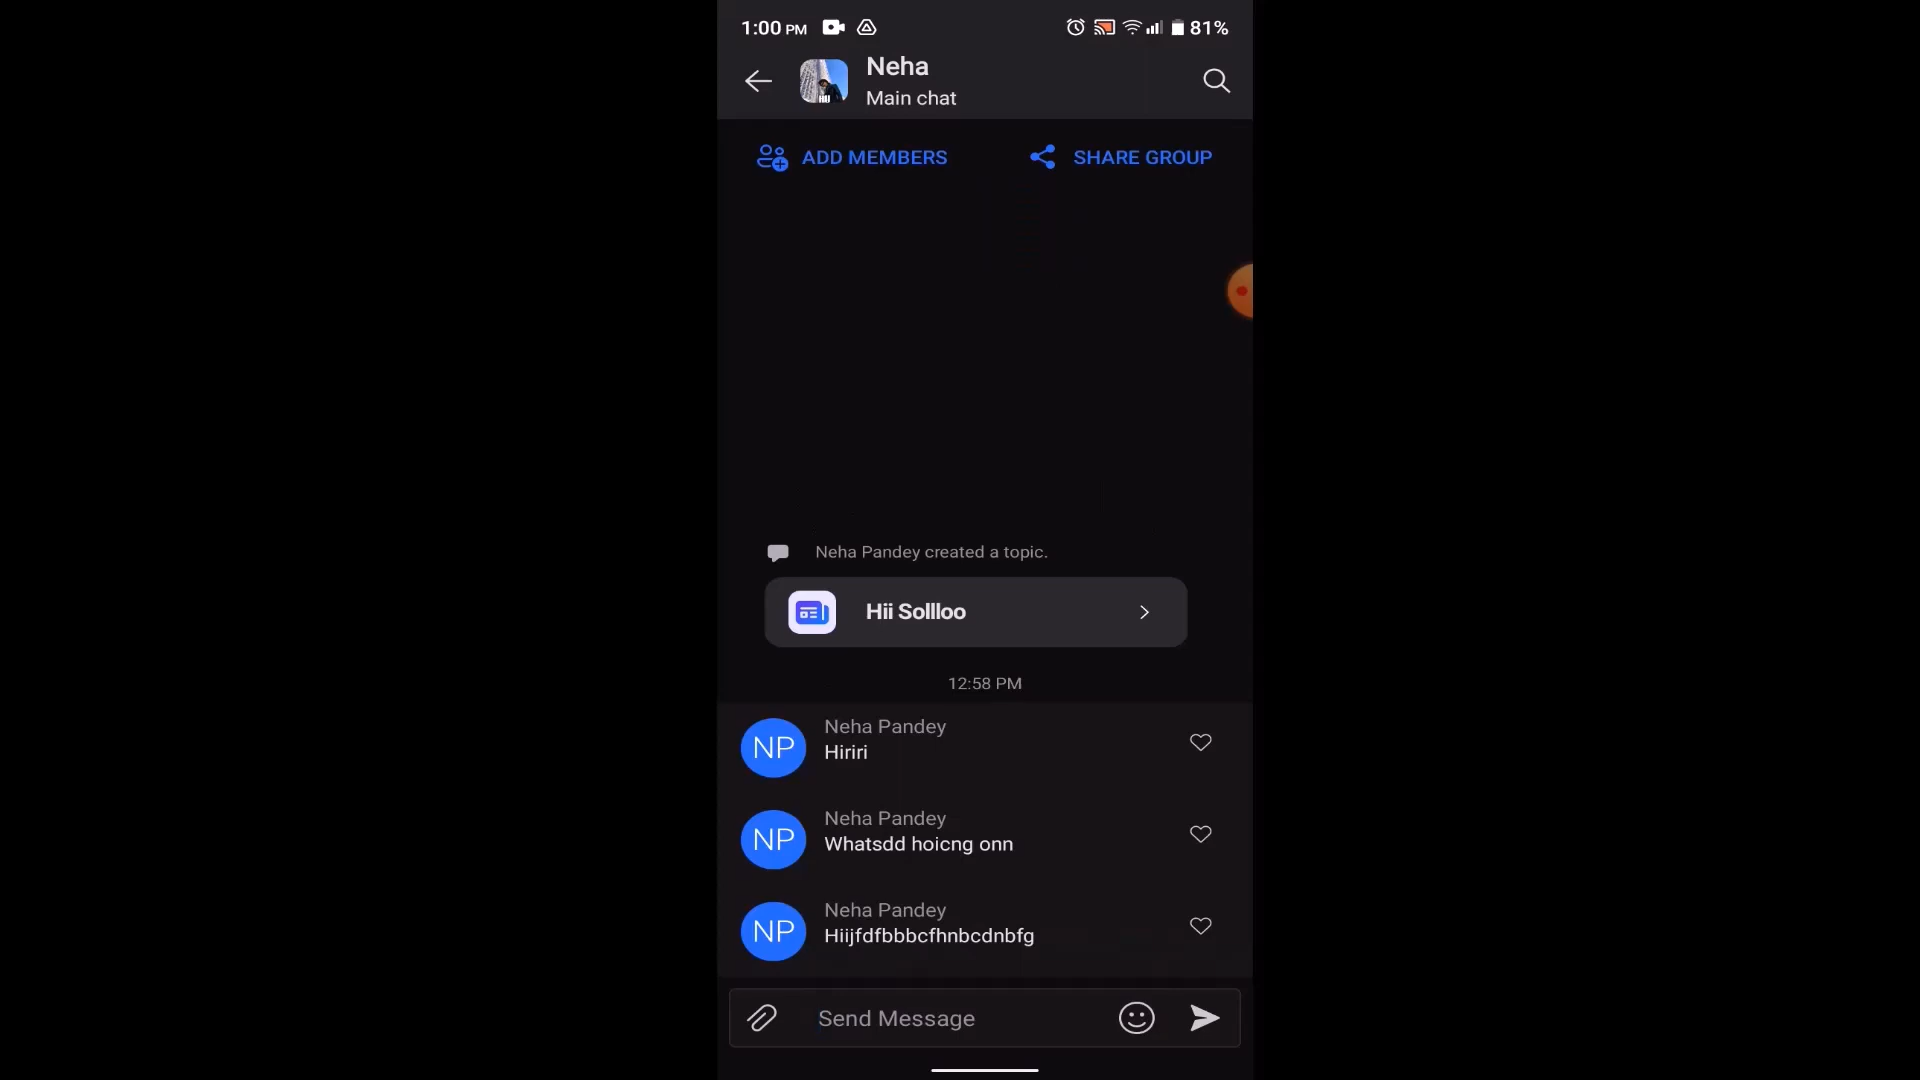 1:00 PM 81%
Neha
Main chat
ADD MEMBERS SHARE GROUP
Neha Pandey created a topic.
Hii Sollloo
12:58 PM
Neha Pandey
NP Hiriri
Neha Pandey
NP Whatsdd hoicng onn
Neha Pandey
NP Hiijfdfbbbcfhnbcdnbfg
Send Message